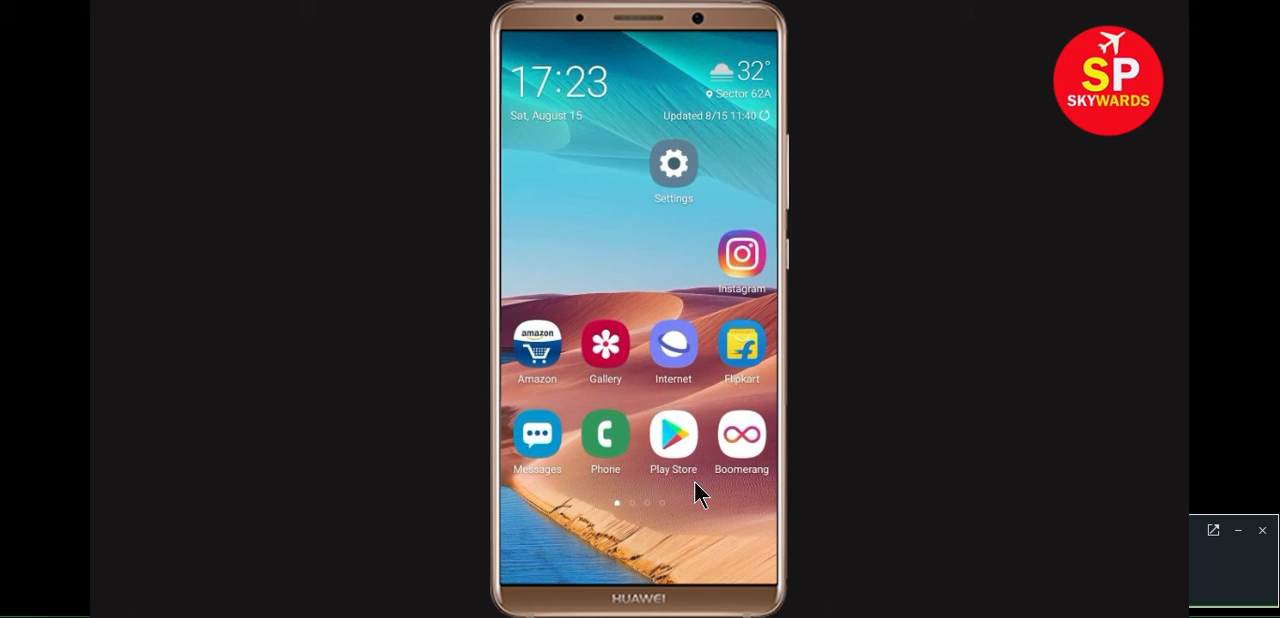 17:23
32°
Sector 62A
Sat, August 15
Updated 8/15 11:40
SP
SKYWARDS
Settings
Instagram
amazon
Amazon
Gallery
Internet
Flipkart
Messages
Phone
Play Store
Boomerang
HUAWEI